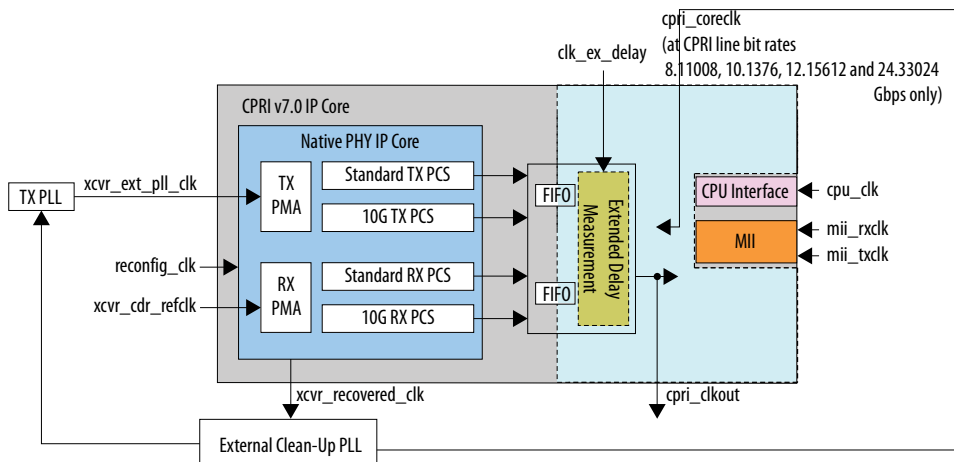 cpri_coreclk
(at CPRI line bit rates
8.11008, 10.1376, 12.15612 and 24.33024
Gbps only)
clk_ex_delay
CPRI v7.0 IP Core
Native PHY IP Core
TX PLL
xcvr_ext_pll_clk
TX
PMA
Standard TX PCS
10G TX PCS
FIFO
Extended Delay
Measurement
CPU Interface
cpu_clk
MII
mii_rxclk
mii_txclk
reconfig_clk
xcvr_cdr_refclk
RX
PMA
Standard RX PCS
10G RX PCS
FIFO
xcvr_recovered_clk
cpri_clkout
External Clean-Up PLL